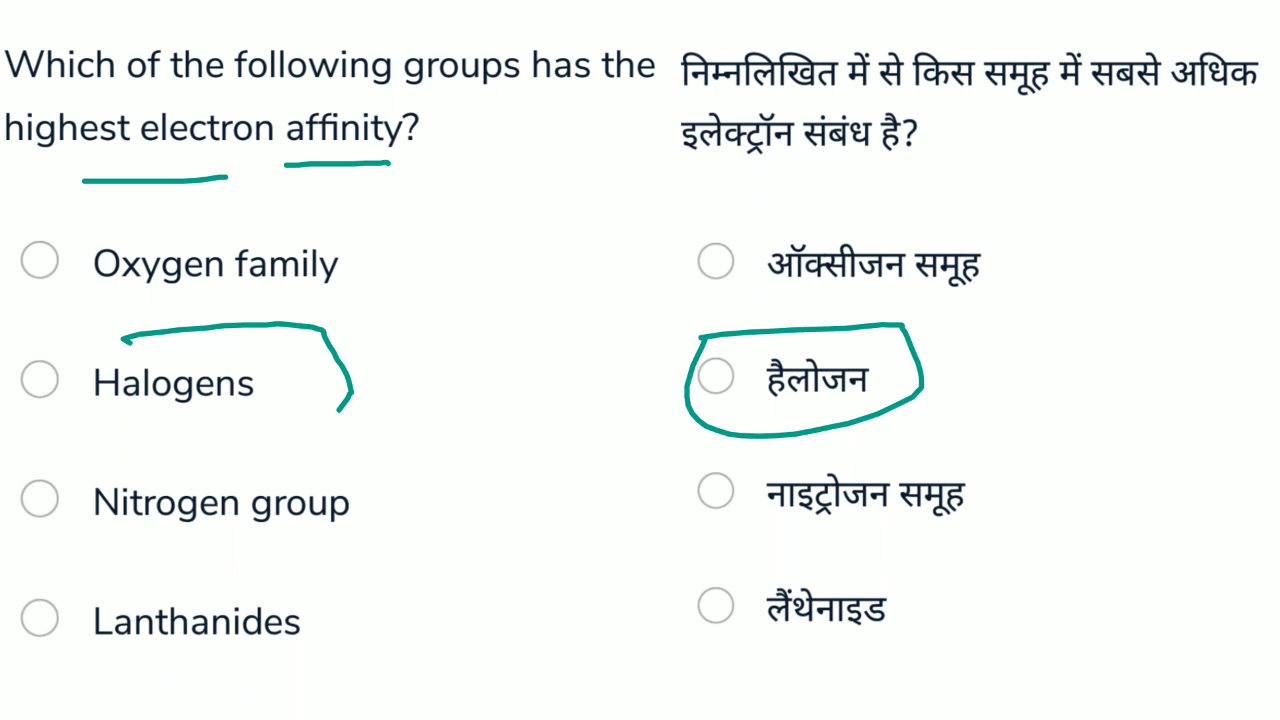 Which of the following groups has the
highest electron affinity?
Oxygen family
Halogens
Nitrogen group
Lanthanides
निम्नलिखित में से किस समूह में सबसे अधिक
इलेक्ट्रॉन संबंध है?
ऑक्सीजन समूह
हैलोजन
नाइट्रोजन समूह
लैंथेनाइड